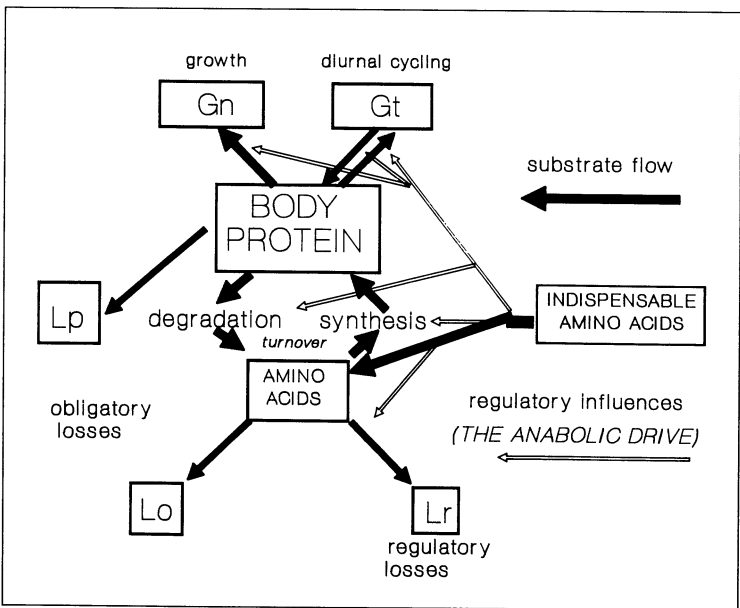 growth
diurnal cycling
Gn
Gt
substrate flow
BODY
PROTEIN
INDISPENSABLE
AMINO ACIDS
Lp
degradation
synthesis
turnover
AMINO
ACIDS
obligatory
losses
regulatory influences
(THE ANABOLIC DRIVE)
Lo
Lr
regulatory
losses